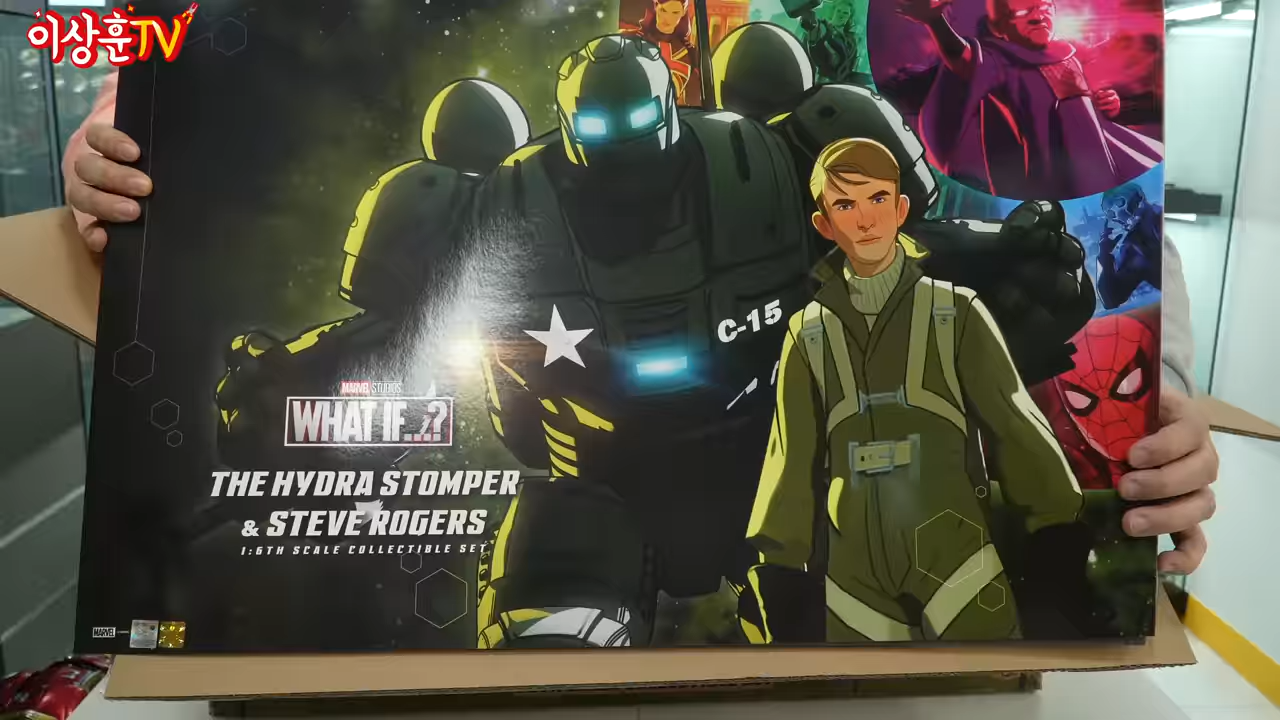 이상훈TV
C-15
MARVEL STUDIOS
WHAT IF...?
THE HYDRA STOMPER
& STEVE ROGERS
1:6TH SCALE COLLECTIBLE SET
MARVEL